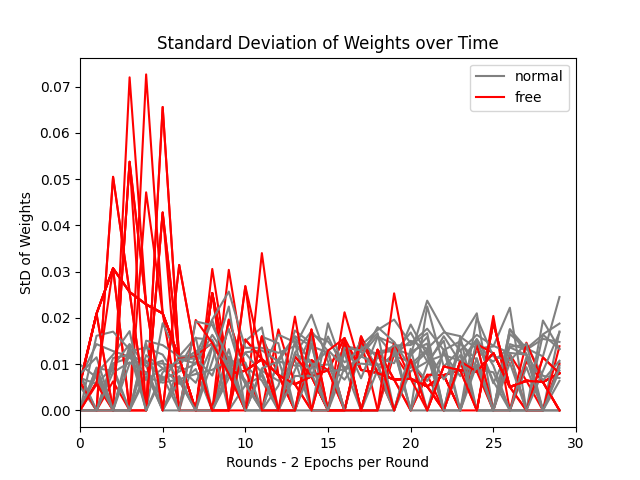 Standard Deviation of Weights over Time
normal
free
StD of Weights
0.07
0.06
0.05
0.04
0.03
0.02
0.01
0.00
0 5 10 15 20 25 30
Rounds - 2 Epochs per Round